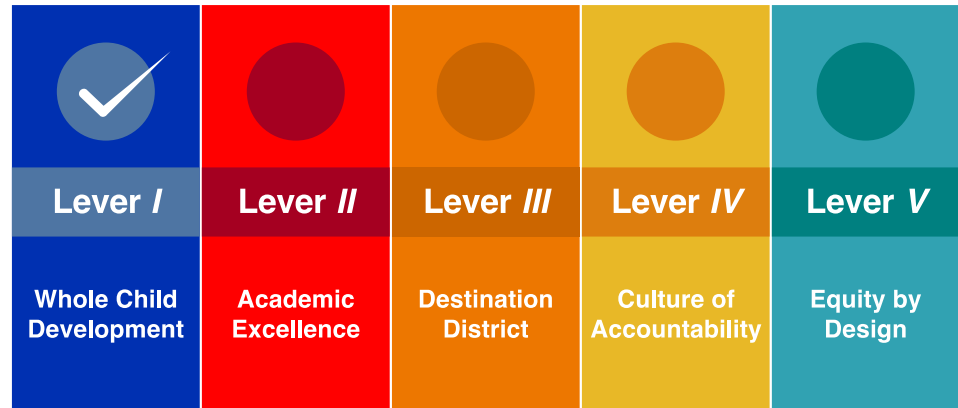 Lever I
Lever II
Lever III
Lever IV
Lever V
Whole Child
Development
Academic
Excellence
Destination
District
Culture of
Accountability
Equity by
Design